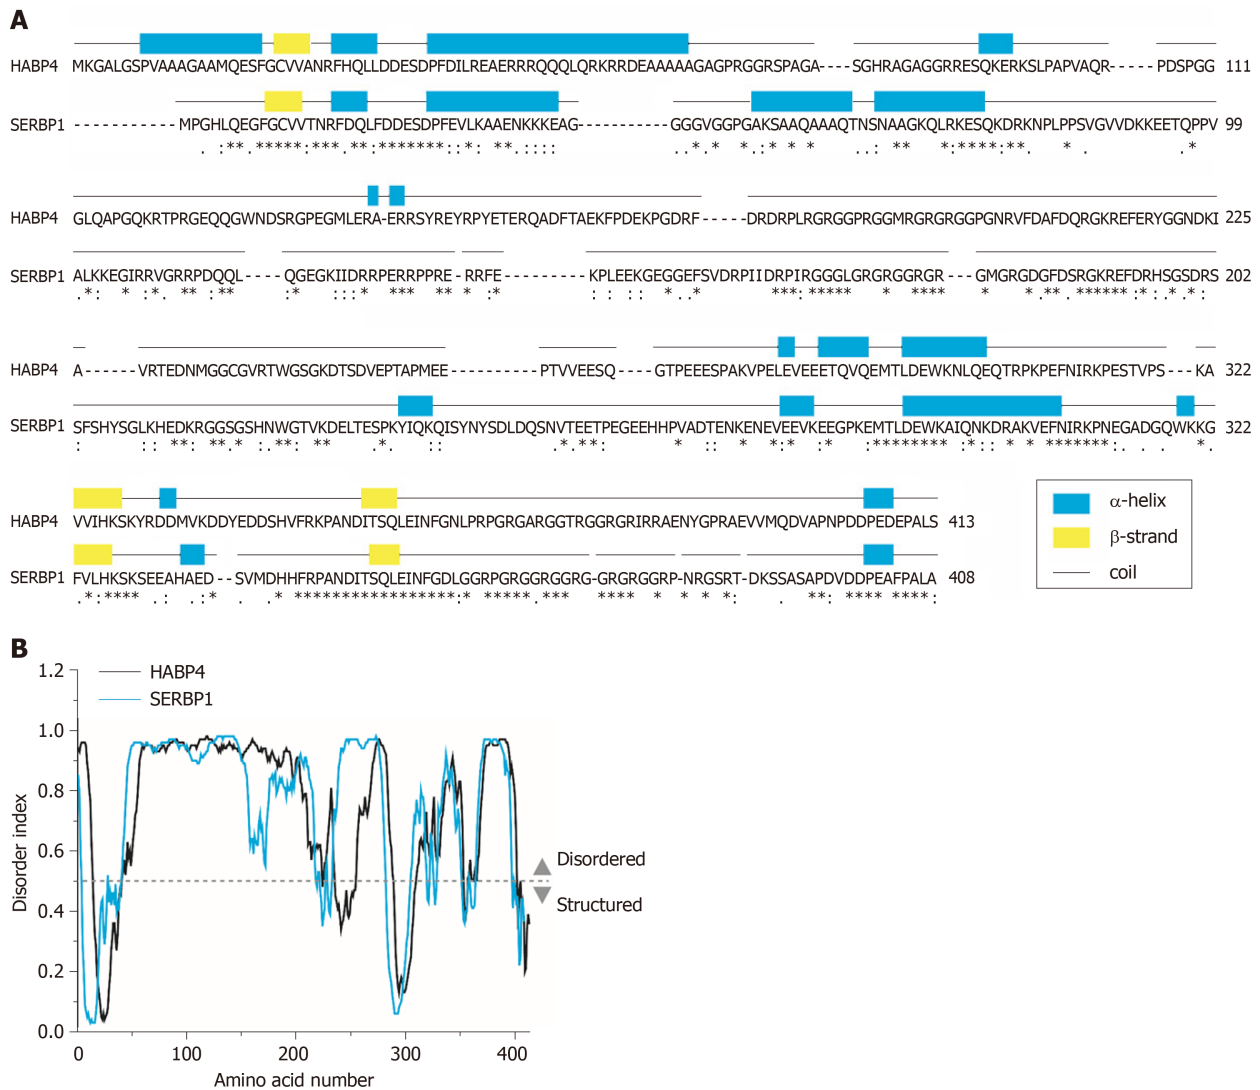 A
HABP4 MKGALGSPVAAAGAAMQESFGCVVANRFHQLLDDESDPFDILREAERRRQQQLQRKRRDEAAAAAGAGPRGGRSPAGA----SGHRAGAGGRRESQKERKSLPAPVAQR-----PDSPGG 111
SERBP1 -----------MPGHLQEGFGCVVTNRFDQLFDDESDPFEVLKAAENKKKEAG----------GGGVGGPGAKSAAQAAAQTNSNAAGKQLRKESQKDRKNPLPPSVGVVDKKEETQPPV 99
HABP4 GLQAPGQKRTPRGEQQGWNDSRGPEGMLERA-ERRSYREYRPYETERQADFTAEKFPDEKPGDRF-----DRDRPLRGRGGPRGGMRGRGRGGPGNRVFDAFDQRGKREFERYGGNDKI 225
SERBP1 ALKKEGIRRVGRRPDQQL----QGEGKIIDRRPERRPPRE-RRFE---------KPLEEKGEGGEFSVDRPIIDRPIRGRGGLGRGRGGRGR---GMGRGDGFDSRGKREFDRHSGSDRS 202
HABP4 A------VRTEDNMGGCGVRTWGSGKDTSDVEPTAPMEE----------PTVVEESQ----GTPEEESPAKVPELEVEEETQVQEMTLDEWKNLQEQTRPKPEFNIRKPESTVPS---KA 322
SERBP1 SFSHYSGLKHEDKRGGSGSHNWGTVKDELTESPKYIQKQISYNYSDLDQSNVTEETPEGEEHHPVADTENKENEVEEVKEEGPKEMTLDEWKAIQNKDRAKVEFNIRKPNEGADGQWKKG 322
HABP4 VVIHKSKYRDDMVKDDYEDDSHVFRKPANDITSQLEINFGNLPRPGRGARGGTRGGRGRIRRAENYGPRAEVVMQDVAPNPDDPEDEPALS 413
SERBP1 FVLHKSKSEEAHAED--SVMDHHFRPANDITSQLEINFGDLGGRPGRGGRGGRG-GRGRGGRP-NRGSRT-DKSSASAPDVDDPEAFPALA 408
α-helix
β-strand
coil
B
HABP4
SERBP1
1.2
1.0
0.8
0.6
0.4
0.2
0.0
Disorder index
Disordered
Structured
0 100 200 300 400
Amino acid number